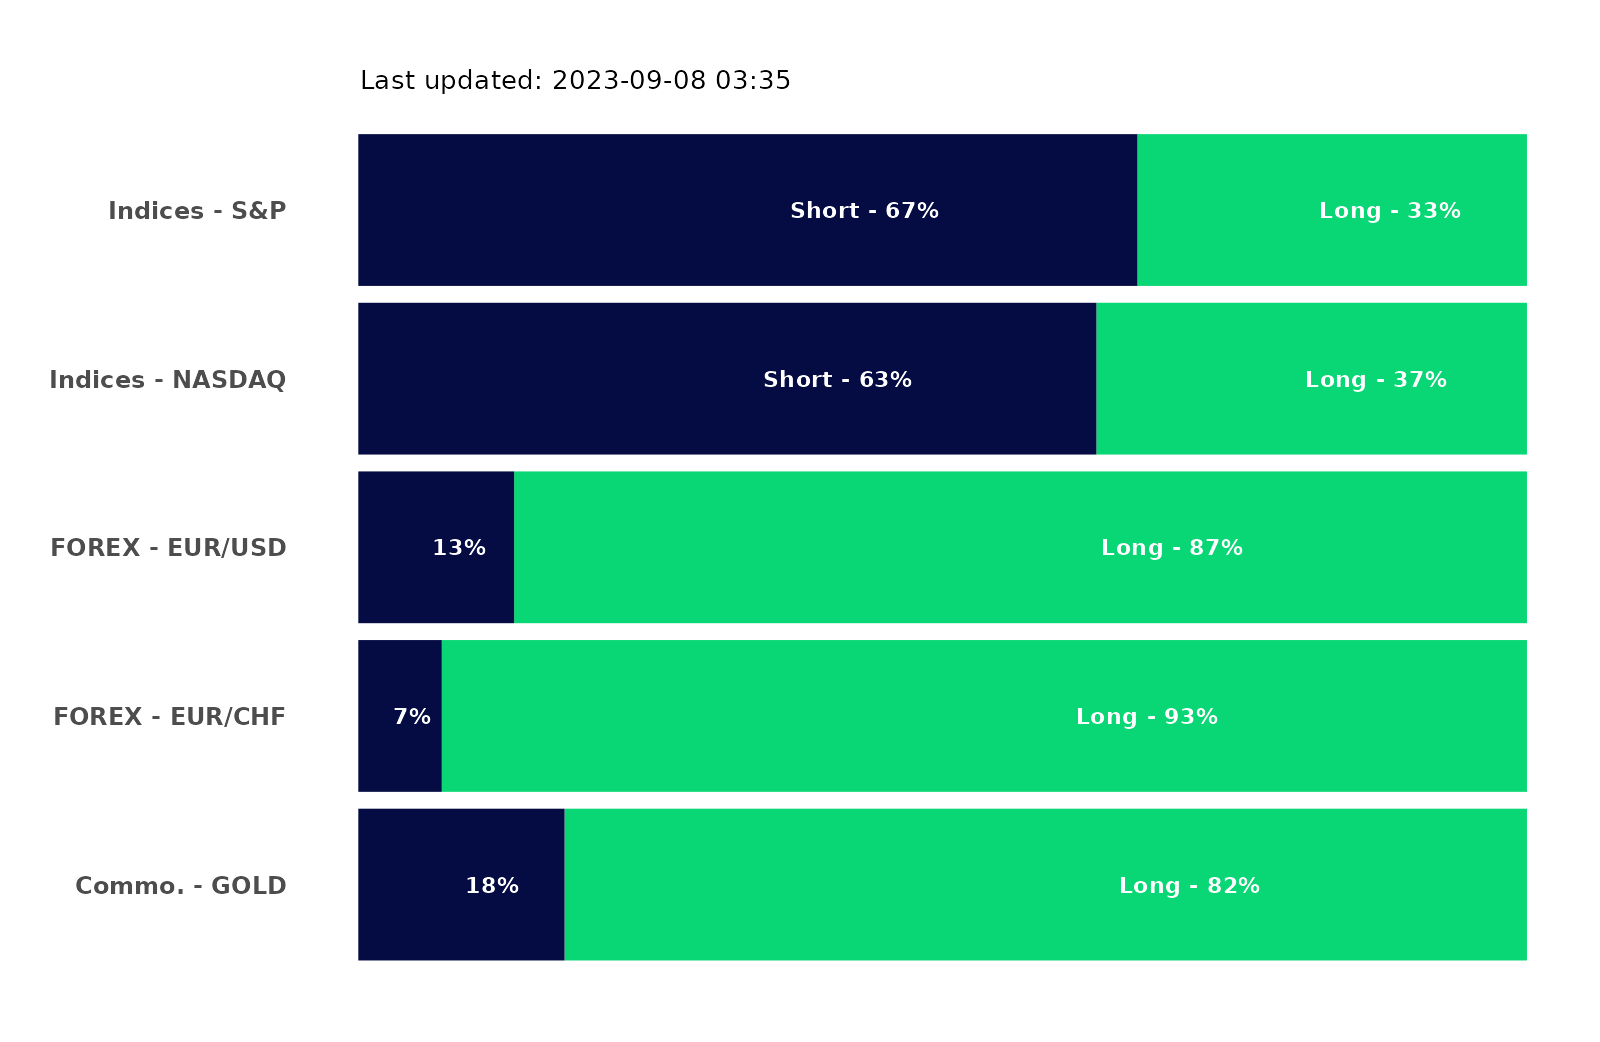 Last updated: 2023-09-08 03:35
Indices - S&P Short - 67% Long - 33%
Indices - NASDAQ Short - 63% Long - 37%
FOREX - EUR/USD 13% Long - 87%
FOREX - EUR/CHF 7% Long - 93%
Commo. - GOLD 18% Long - 82%